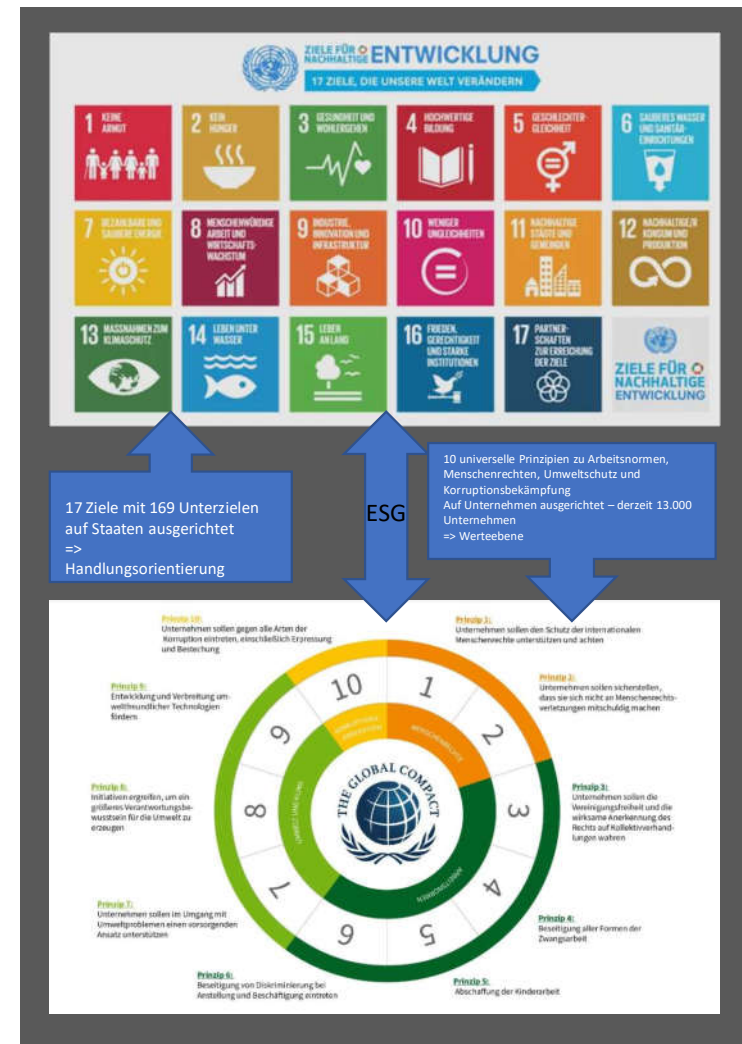 ZIELE FÜR
NACHHALTIGE
ENTWICKLUNG
17 ZIELE, DIE UNSERE WELT VERÄNDERN
1 KEINE
ARMUT
2 KEIN
HUNGER
3 GESUNDHEIT UND
WOHLERGEHEN
4 HOCHWERTIGE
BILDUNG
5 GESCHLECHTER-
GLEICHHEIT
6 SAUBERES WASSER
UND SANITÄR-
EINRICHTUNGEN
7 BEZAHLBARE UND
SAUBERE ENERGIE
8 MENSCHENWÜRDIGE
ARBEIT UND
WIRTSCHAFTS-
WACHSTUM
9 INDUSTRIE,
INNOVATION UND
INFRASTRUKTUR
10 WENIGER
UNGLEICHHEITEN
11 NACHHALTIGE
STÄDTE UND
GEMEINDEN
12 NACHHALTIGE/R
KONSUM UND
PRODUKTION
13 MASSNAHMEN ZUM
KLIMASCHUTZ
14 LEBEN UNTER
WASSER
15 LEBEN
AN LAND
16 FRIEDEN,
GERECHTIGKEIT
UND STARKE
INSTITUTIONEN
17 PARTNER-
SCHAFTEN
ZUR ERREICHUNG
DER ZIELE
ZIELE FÜR
NACHHALTIGE
ENTWICKLUNG
17 Ziele mit 169 Unterzielen
auf Staaten ausgerichtet
=>
Handlungsorientierung
ESG
10 universelle Prinzipien zu Arbeitsnormen,
Menschenrechten, Umweltschutz und
Korruptionsbekämpfung
Auf Unternehmen ausgerichtet – derzeit 13.000
Unternehmen
=> Werteebene
Prinzip 10:
Unternehmen sollen gegen alle Arten der
Korruption eintreten, einschließlich Erpressung
und Bestechung
Prinzip 1:
Unternehmen sollen den Schutz der internationalen
Menschenrechte unterstützen und achten
Prinzip 9:
Entwicklung und Verbreitung um-
weltfreundlicher Technologien
fördern
Prinzip 2:
Unternehmen sollen sicherstellen,
dass sie sich nicht an Menschenrechts-
verletzungen mitschuldig machen
Prinzip 8:
Initiativen ergreifen, um ein
größeres Verantwortungsbe-
wusstsein für die Umwelt zu
erzeugen
Prinzip 3:
Unternehmen sollen die
Vereinigungsfreiheit und die
wirksame Anerkennung des
Rechts auf Kollektivverhand-
lungen wahren
Prinzip 7:
Unternehmen sollen im Umgang mit
Umweltproblemen einen vorsorgenden
Ansatz unterstützen
Prinzip 4:
Beseitigung aller Formen der
Zwangsarbeit
Prinzip 6:
Beseitigung von Diskriminierung bei
Anstellung und Beschäftigung eintreten
Prinzip 5:
Abschaffung der Kinderarbeit
1
2
3
4
5
6
7
8
9
10
MENSCHENRECHTE
ARBEITSNORMEN
THE GLOBAL COMPACT